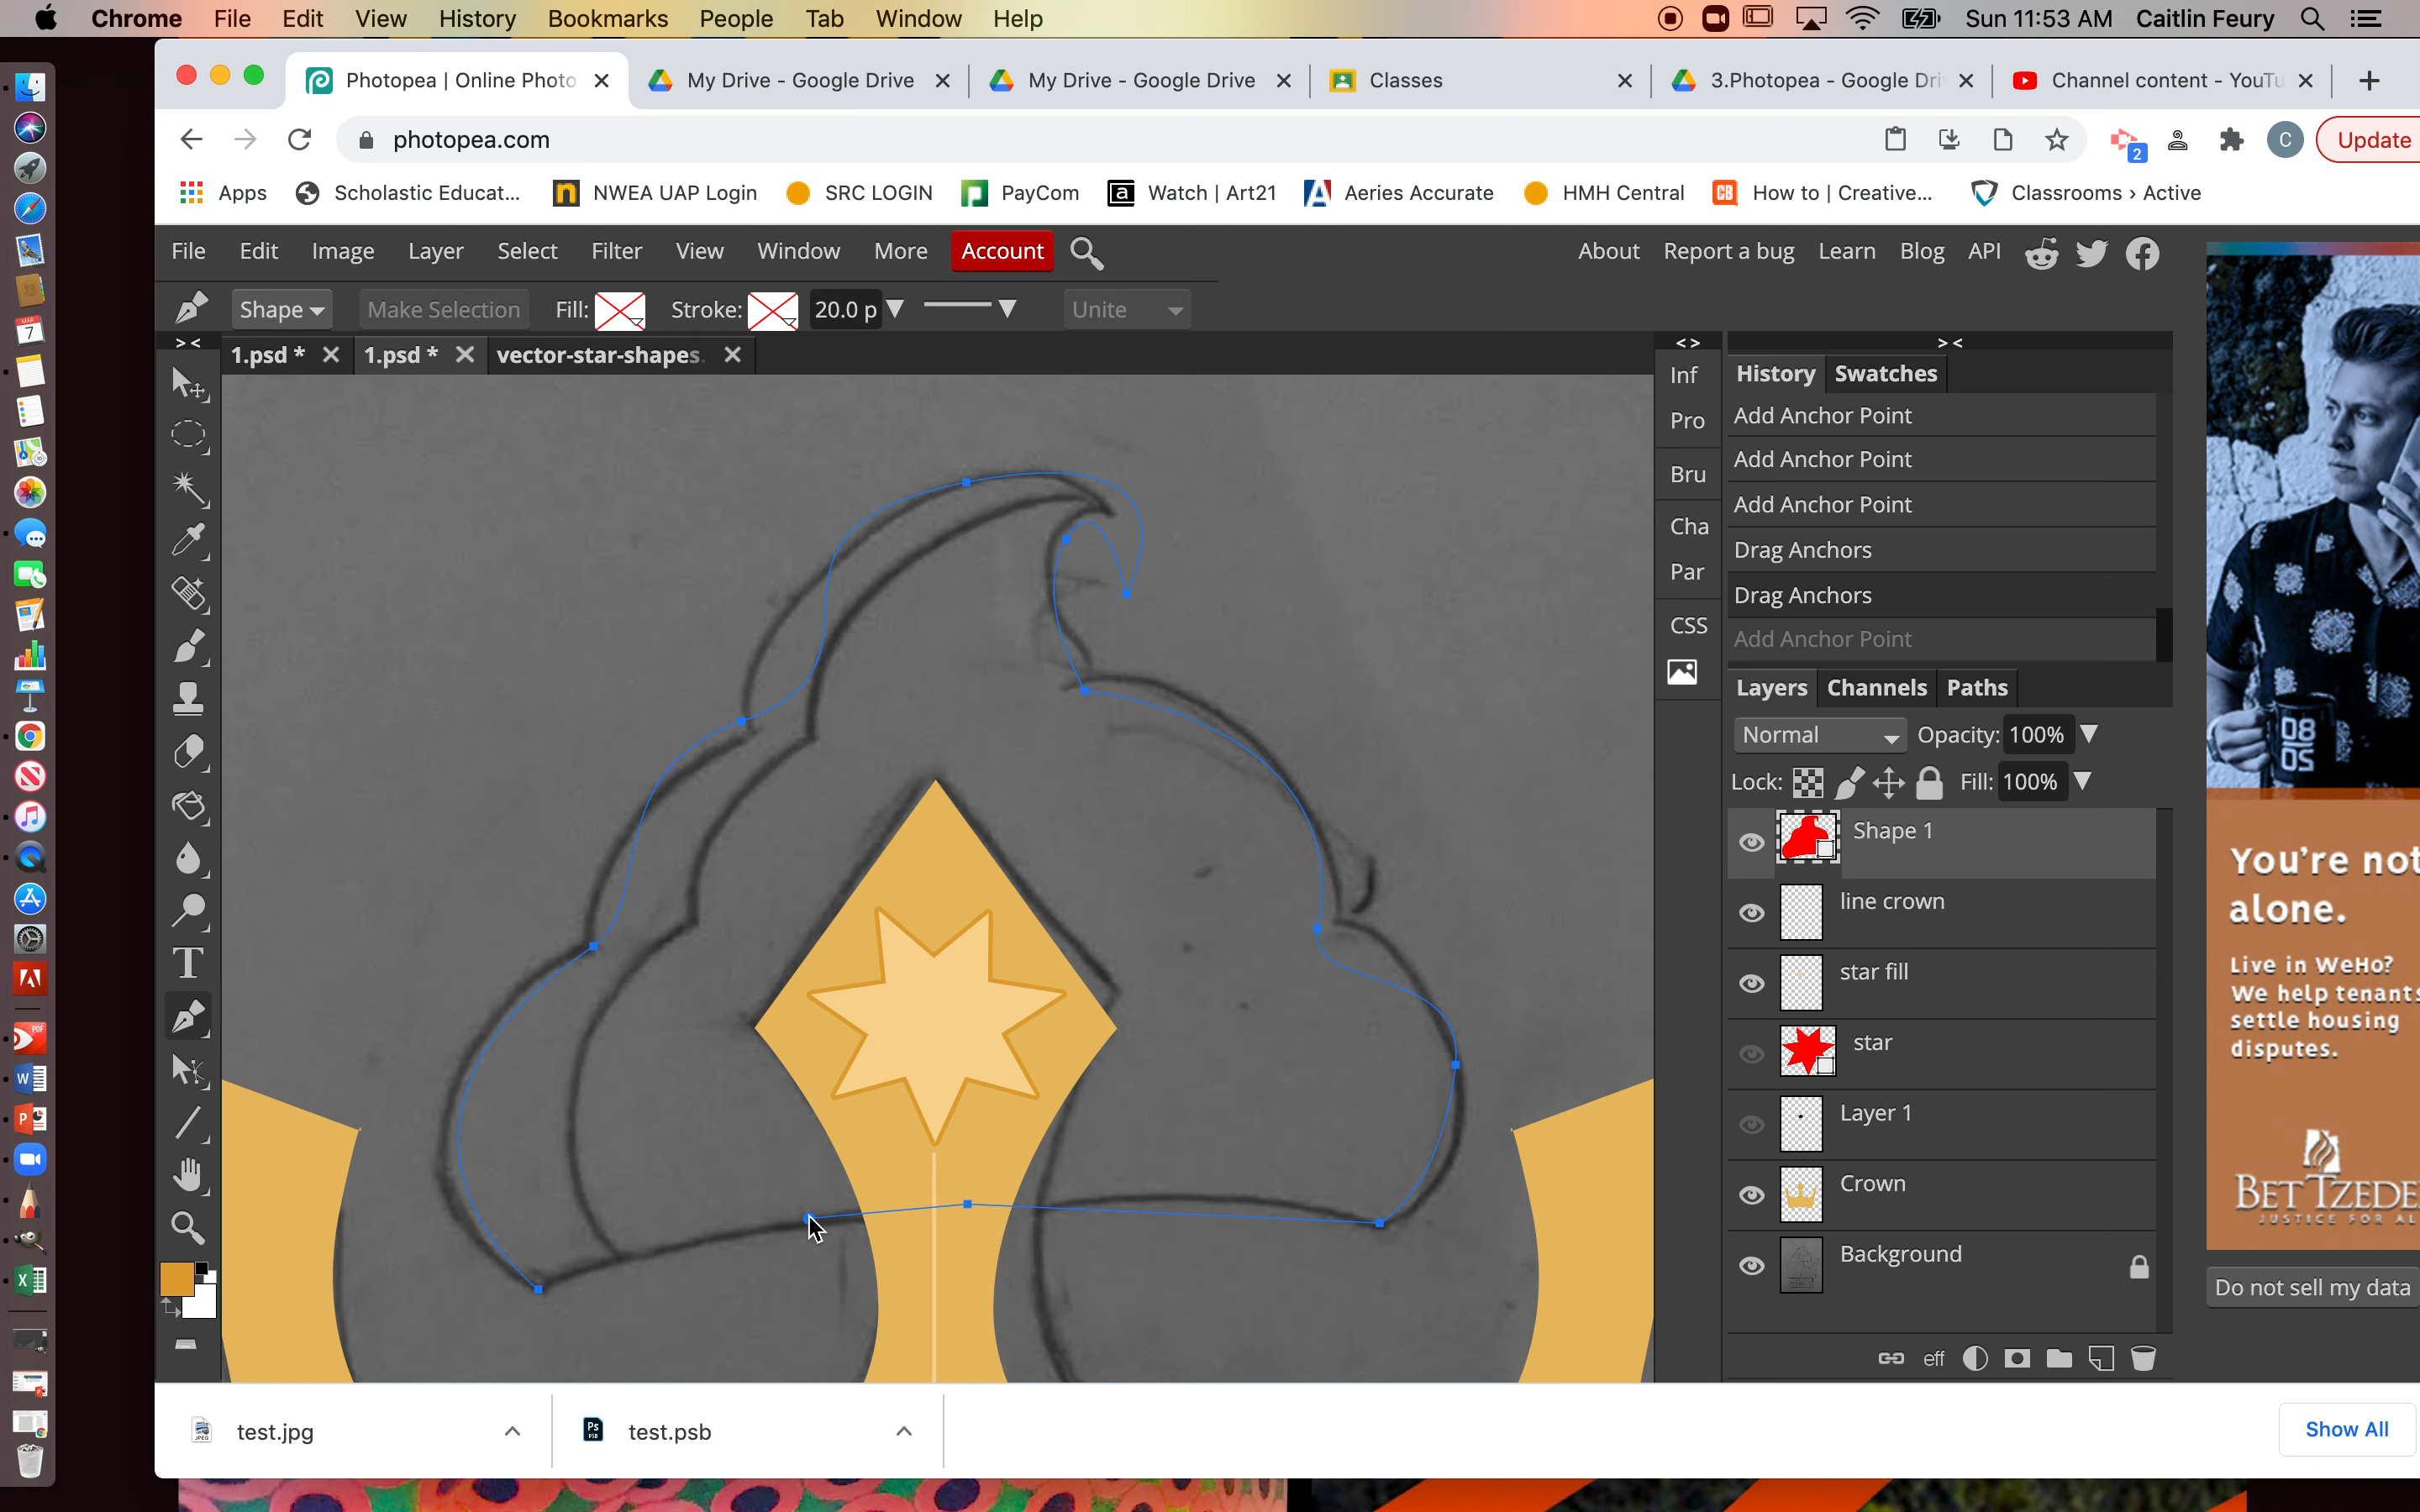 Chrome File Edit View History Bookmarks People Tab Window Help Sun 11:53 AM Caitlin Feury
Photopea | Online Photo My Drive - Google Drive My Drive - Google Drive Classes 3.Photopea - Google Dri Channel content - YouTu
photopea.com 2 C Update
Apps Scholastic Educat... NWEA UAP Login SRC LOGIN PayCom Watch | Art21 Aeries Accurate HMH Central How to | Creative... Classrooms › Active
File Edit Image Layer Select Filter View Window More Account About Report a bug Learn Blog API
Shape Make Selection Fill: Stroke: 20.0 p Unite
1.psd * 1.psd * vector-star-shapes.
Inf
Pro
Bru
Cha
Par
CSS
History Swatches
Add Anchor Point
Add Anchor Point
Add Anchor Point
Drag Anchors
Drag Anchors
Add Anchor Point
Layers Channels Paths
Normal Opacity: 100%
Lock: Fill: 100%
Shape 1
line crown
star fill
star
Layer 1
Crown
Background
eff
08
05
You're not
alone.
Live in WeHo?
We help tenants
settle housing
disputes.
BET TZEDE
JUSTICE FOR AL
Do not sell my data
test.jpg test.psb Show All